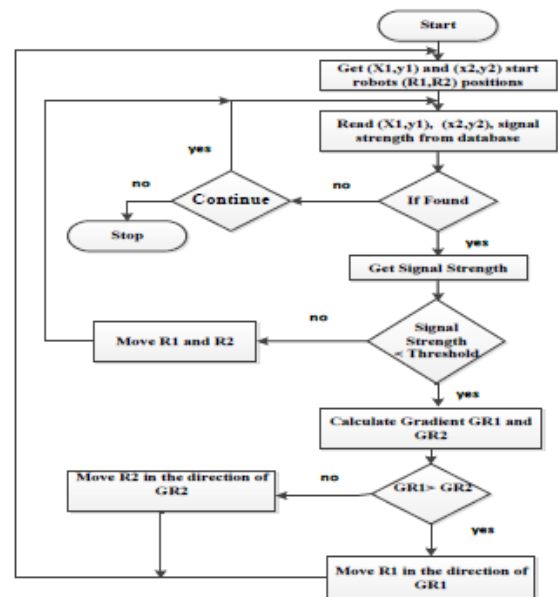 Start
Get (X1,y1) and (x2,y2) start
robots (R1,R2) positions
Read (X1,y1), (x2,y2), signal
strength from database
yes
no
Continue
no
If Found
Stop
yes
Get Signal Strength
no
Signal
Strength
< Threshold
Move R1 and R2
yes
Calculate Gradient GR1 and
GR2
Move R2 in the direction of
GR2
no
GR1> GR2
yes
Move R1 in the direction of
GR1